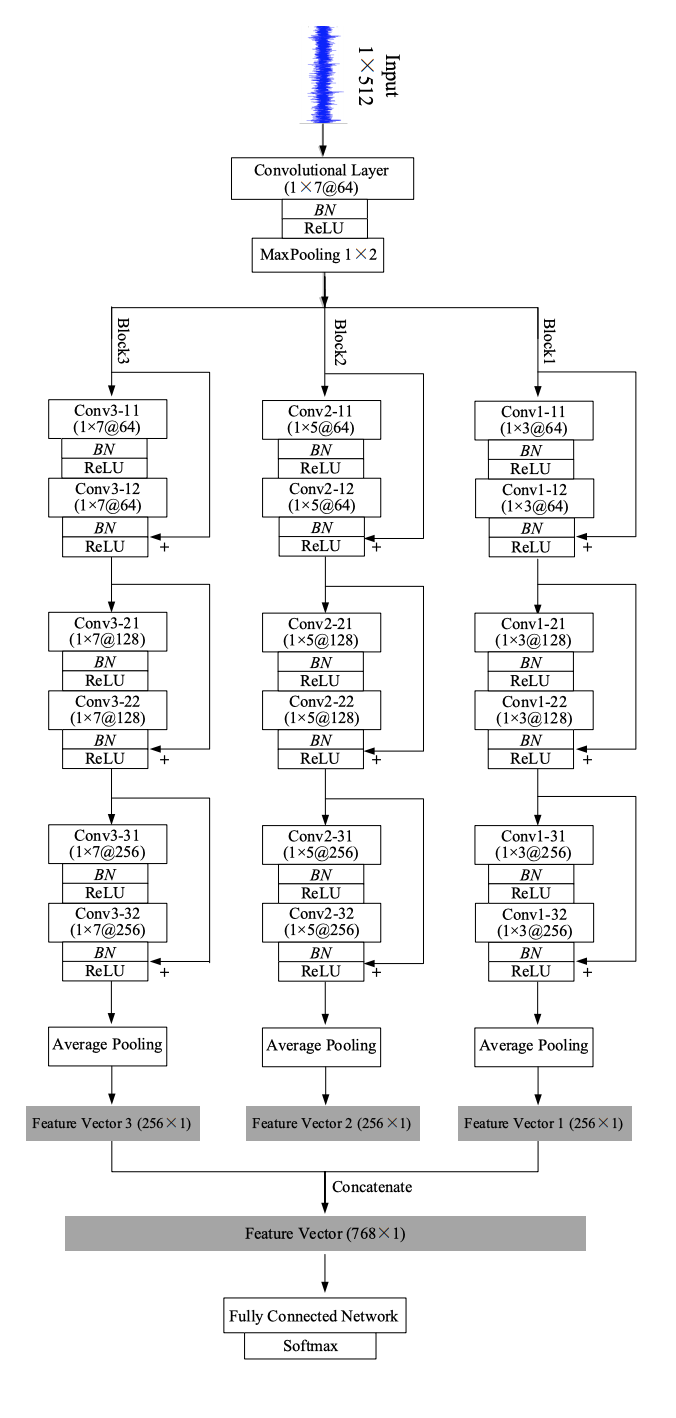 Input
1×512
Convolutional Layer
(1×7@64)
BN
ReLU
MaxPooling 1×2
Block3
Block2
Block1
Conv3-11
(1×7@64)
BN
ReLU
Conv3-12
(1×7@64)
BN
ReLU
+
Conv3-21
(1×7@128)
BN
ReLU
Conv3-22
(1×7@128)
BN
ReLU
+
Conv3-31
(1×7@256)
BN
ReLU
Conv3-32
(1×7@256)
BN
ReLU
+
Average Pooling
Feature Vector 3 (256×1)
Conv2-11
(1×5@64)
BN
ReLU
Conv2-12
(1×5@64)
BN
ReLU
+
Conv2-21
(1×5@128)
BN
ReLU
Conv2-22
(1×5@128)
BN
ReLU
+
Conv2-31
(1×5@256)
BN
ReLU
Conv2-32
(1×5@256)
BN
ReLU
+
Average Pooling
Feature Vector 2 (256×1)
Conv1-11
(1×3@64)
BN
ReLU
Conv1-12
(1×3@64)
BN
ReLU
+
Conv1-21
(1×3@128)
BN
ReLU
Conv1-22
(1×3@128)
BN
ReLU
+
Conv1-31
(1×3@256)
BN
ReLU
Conv1-32
(1×3@256)
BN
ReLU
+
Average Pooling
Feature Vector 1 (256×1)
Concatenate
Feature Vector (768×1)
Fully Connected Network
Softmax